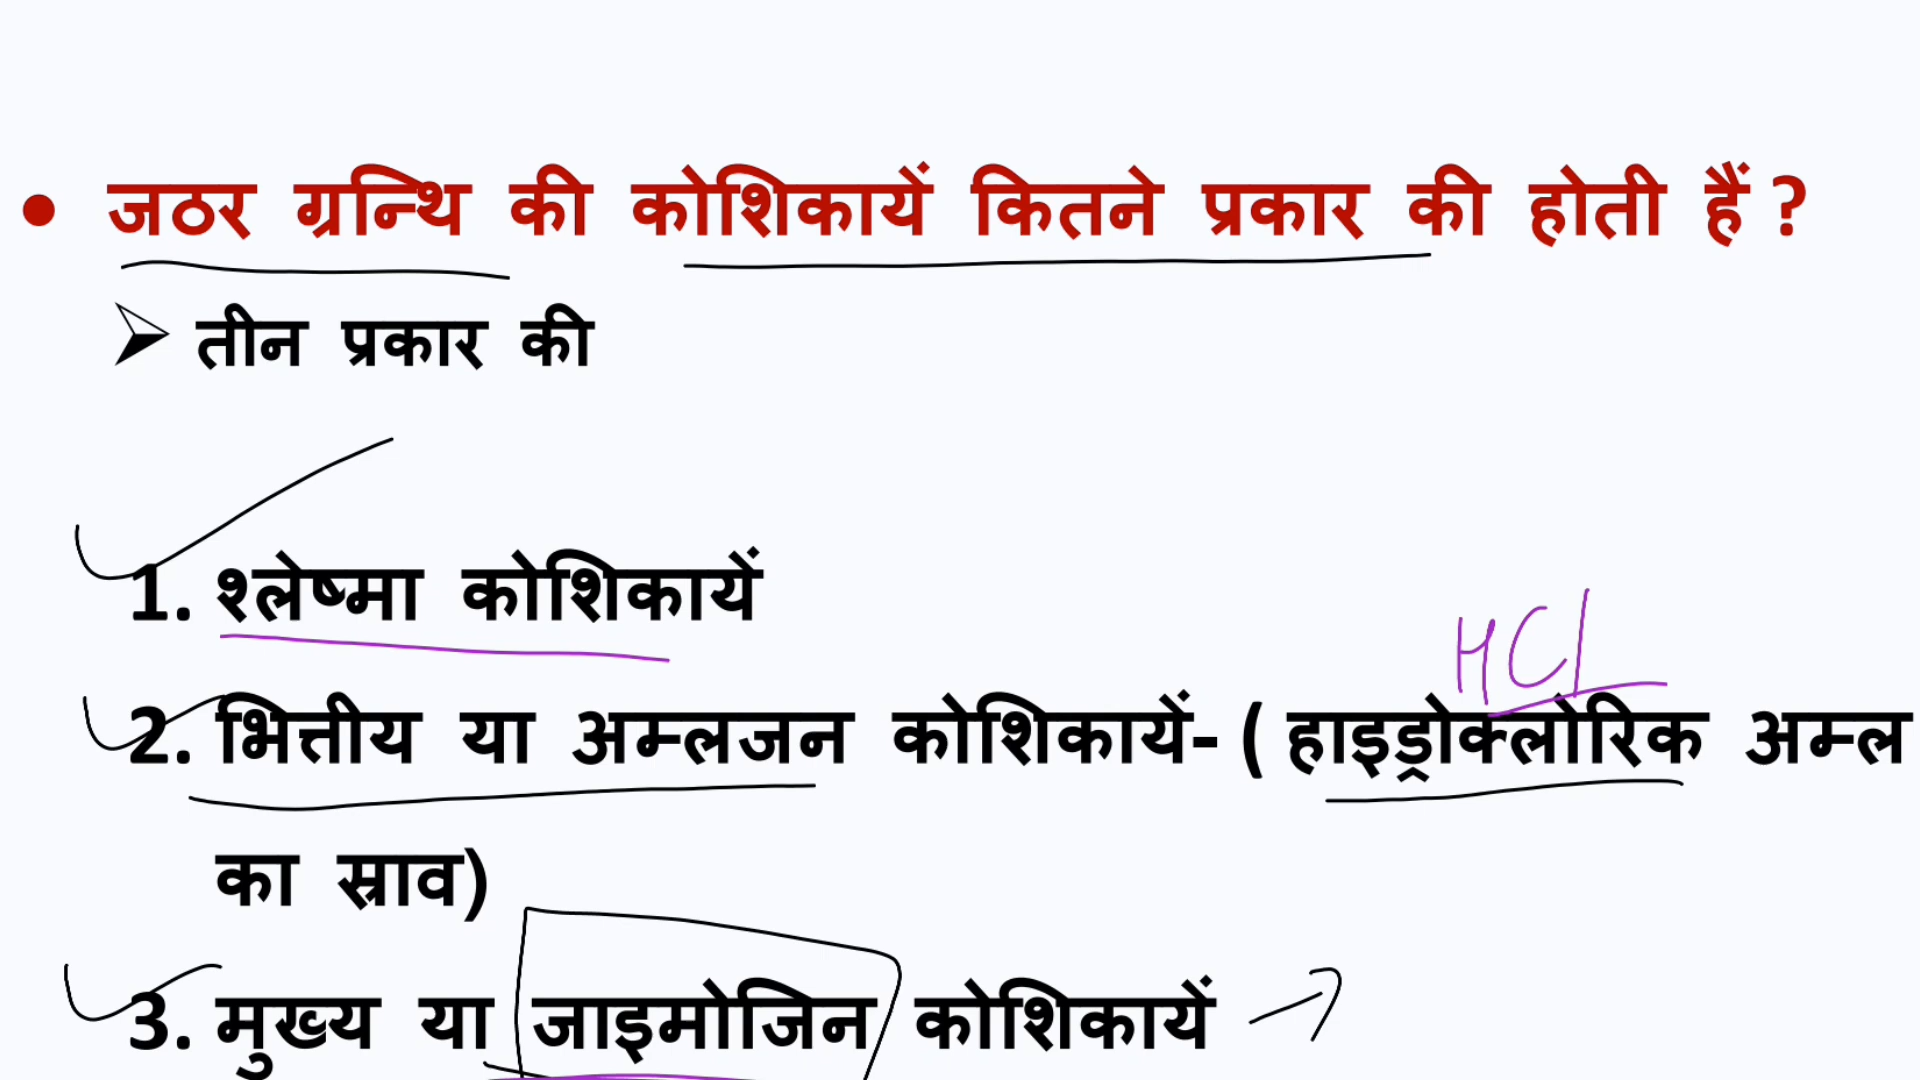 • जठर ग्रन्थि की कोशिकायें कितने प्रकार की होती हैं ?
➢ तीन प्रकार की
1. श्लेष्मा कोशिकायें
HCl
2. भित्तीय या अम्लजन कोशिकायें- ( हाइड्रोक्लोरिक अम्ल
का स्राव)
3. मुख्य या जाइमोजिन कोशिकायें